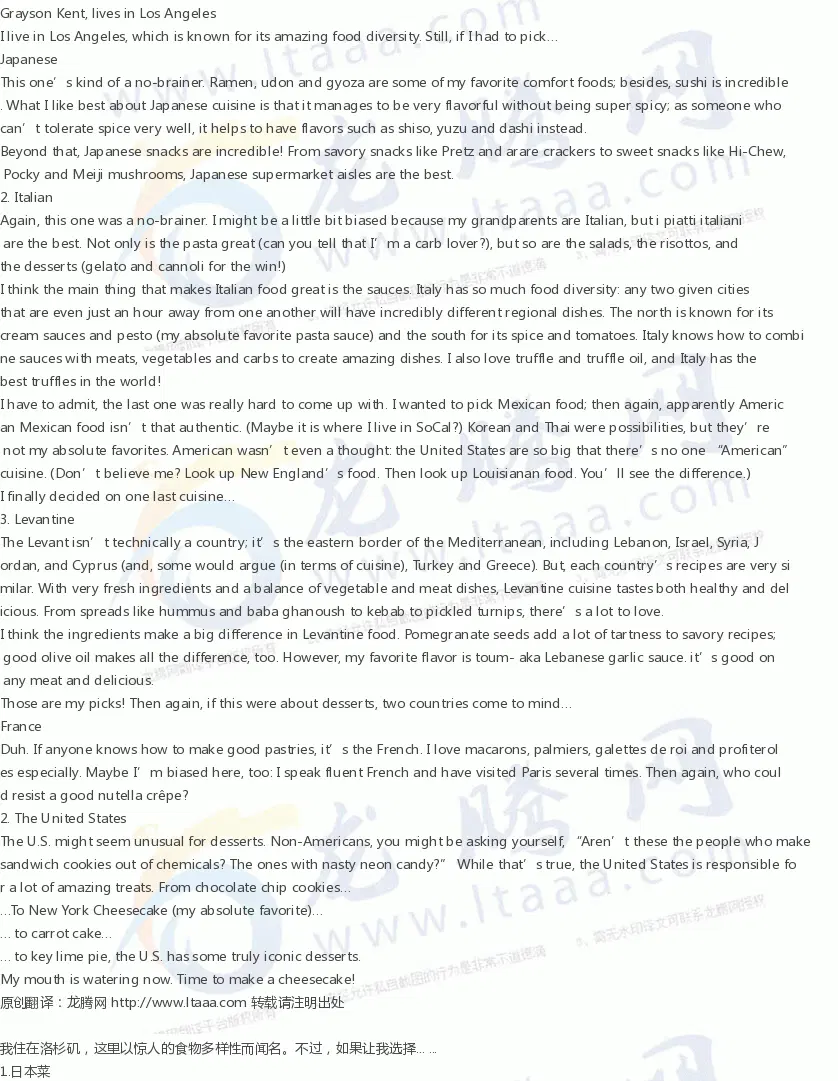 Grayson Kent, lives in Los Angeles
I live in Los Angeles, which is known for its amazing food diversity. Still, if I had to pick…
Japanese
This one’s kind of a no-brainer. Ramen, udon and gyoza are some of my favorite comfort foods; besides, sushi is incredible
. What I like best about Japanese cuisine is that it manages to be very flavorful without being super spicy; as someone who
can’t tolerate spice very well, it helps to have flavors such as shiso, yuzu and dashi instead.
Beyond that, Japanese snacks are incredible! From savory snacks like Pretz and arare crackers to sweet snacks like Hi-Chew,
Pocky and Meiji mushrooms, Japanese supermarket aisles are the best.
2. Italian
Again, this one was a no-brainer. I might be a little bit biased because my grandparents are Italian, but i piatti italiani
are the best. Not only is the pasta great (can you tell that I’m a carb lover?), but so are the salads, the risottos, and
the desserts (gelato and cannoli for the win!)
I think the main thing that makes Italian food great is the sauces. Italy has so much food diversity: any two given cities
that are even just an hour away from one another will have incredibly different regional dishes. The north is known for its
cream sauces and pesto (my absolute favorite pasta sauce) and the south for its spice and tomatoes. Italy knows how to combi
ne sauces with meats, vegetables and carbs to create amazing dishes. I also love truffle and truffle oil, and Italy has the
best truffles in the world!
I have to admit, the last one was really hard to come up with. I wanted to pick Mexican food; then again, apparently Americ
an Mexican food isn’t that authentic. (Maybe it is where I live in SoCal?) Korean and Thai were possibilities, but they’re
not my absolute favorites. American wasn’t even a thought: the United States are so big that there’s no one “American”
cuisine. (Don’t believe me? Look up New England’s food. Then look up Louisianan food. You’ll see the difference.)
I finally decided on one last cuisine…
3. Levantine
The Levant isn’t technically a country; it’s the eastern border of the Mediterranean, including Lebanon, Israel, Syria, J
ordan, and Cyprus (and, some would argue (in terms of cuisine), Turkey and Greece). But, each country’s recipes are very si
milar. With very fresh ingredients and a balance of vegetable and meat dishes, Levantine cuisine tastes both healthy and del
icious. From spreads like hummus and baba ghanoush to kebab to pickled turnips, there’s a lot to love.
I think the ingredients make a big difference in Levantine food. Pomegranate seeds add a lot of tartness to savory recipes;
good olive oil makes all the difference, too. However, my favorite flavor is toum- aka Lebanese garlic sauce. it’s good on
any meat and delicious.
Those are my picks! Then again, if this were about desserts, two countries come to mind…
France
Duh. If anyone knows how to make good pastries, it’s the French. I love macarons, palmiers, galettes de roi and profiterol
es especially. Maybe I’m biased here, too: I speak fluent French and have visited Paris several times. Then again, who coul
d resist a good nutella crêpe?
2. The United States
The U.S. might seem unusual for desserts. Non-Americans, you might be asking yourself, “Aren’t these the people who make
sandwich cookies out of chemicals? The ones with nasty neon candy?” While that’s true, the United States is responsible fo
r a lot of amazing treats. From chocolate chip cookies…
…To New York Cheesecake (my absolute favorite)…
… to carrot cake…
… to key lime pie, the U.S. has some truly iconic desserts.
My mouth is watering now. Time to make a cheesecake!
原创翻译：龙腾网 http://www.ltaaa.com 转载请注明出处
我住在洛杉矶，这里以惊人的食物多样性而闻名。不过，如果让我选择... ...
1.日本菜
龙腾网
www.ltaaa.com
龙腾网
www.ltaaa.com
龙腾网
www.ltaaa.com